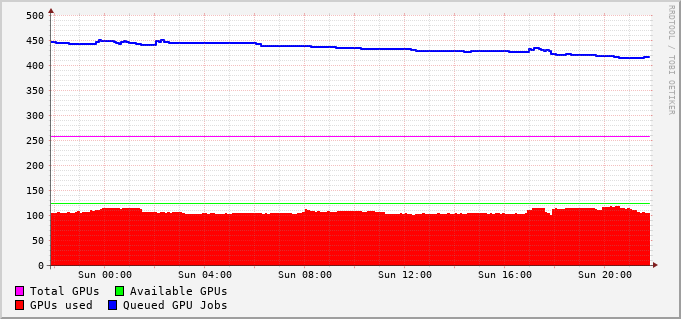 500
450
400
350
300
250
200
150
100
50
0
Sun 00:00 Sun 04:00 Sun 08:00 Sun 12:00 Sun 16:00 Sun 20:00
Total GPUs Available GPUs
GPUs used Queued GPU Jobs
RRDTOOL / TOBI OETIKER